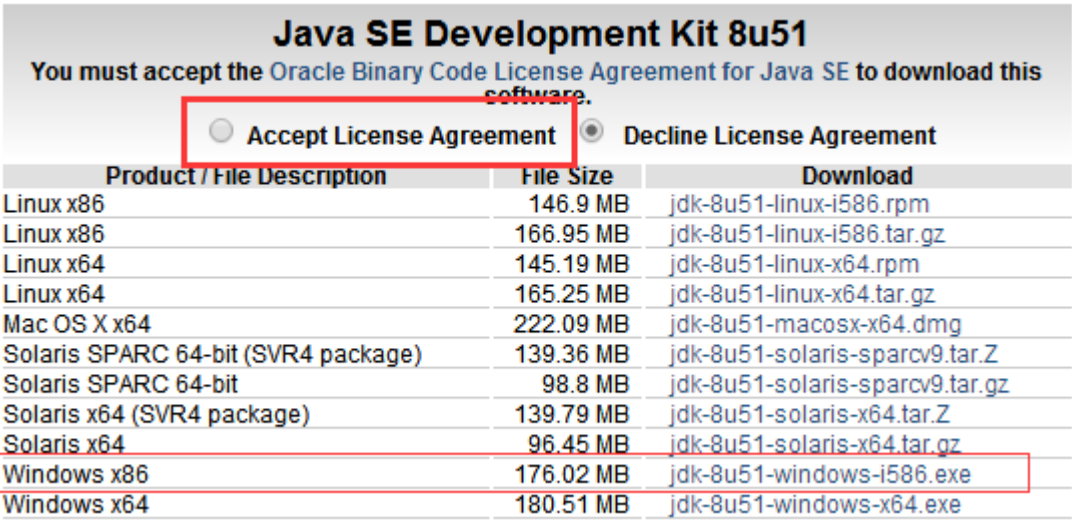 Java SE Development Kit 8u51
You must accept the Oracle Binary Code License Agreement for Java SE to download this
software.
Accept License Agreement Decline License Agreement
Product / File Description File Size Download
Linux x86 146.9 MB jdk-8u51-linux-i586.rpm
Linux x86 166.95 MB jdk-8u51-linux-i586.tar.gz
Linux x64 145.19 MB jdk-8u51-linux-x64.rpm
Linux x64 165.25 MB jdk-8u51-linux-x64.tar.gz
Mac OS X x64 222.09 MB jdk-8u51-macosx-x64.dmg
Solaris SPARC 64-bit (SVR4 package) 139.36 MB jdk-8u51-solaris-sparcv9.tar.Z
Solaris SPARC 64-bit 98.8 MB jdk-8u51-solaris-sparcv9.tar.gz
Solaris x64 (SVR4 package) 139.79 MB jdk-8u51-solaris-x64.tar.Z
Solaris x64 96.45 MB jdk-8u51-solaris-x64.tar.gz
Windows x86 176.02 MB jdk-8u51-windows-i586.exe
Windows x64 180.51 MB jdk-8u51-windows-x64.exe